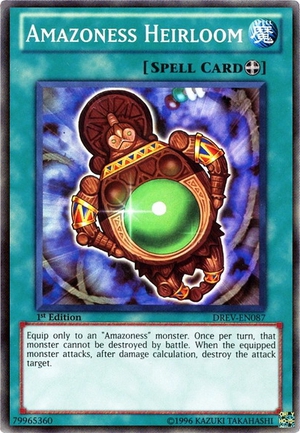 AMAZONESS HEIRLOOM 魔
[SPELL CARD]
1st Edition DREV-EN087
Equip only to an "Amazoness" monster. Once per turn, that
monster cannot be destroyed by battle. When the equipped
monster attacks, after damage calculation, destroy the attack
target.
79965360 ©1996 KAZUKI TAKAHASHI